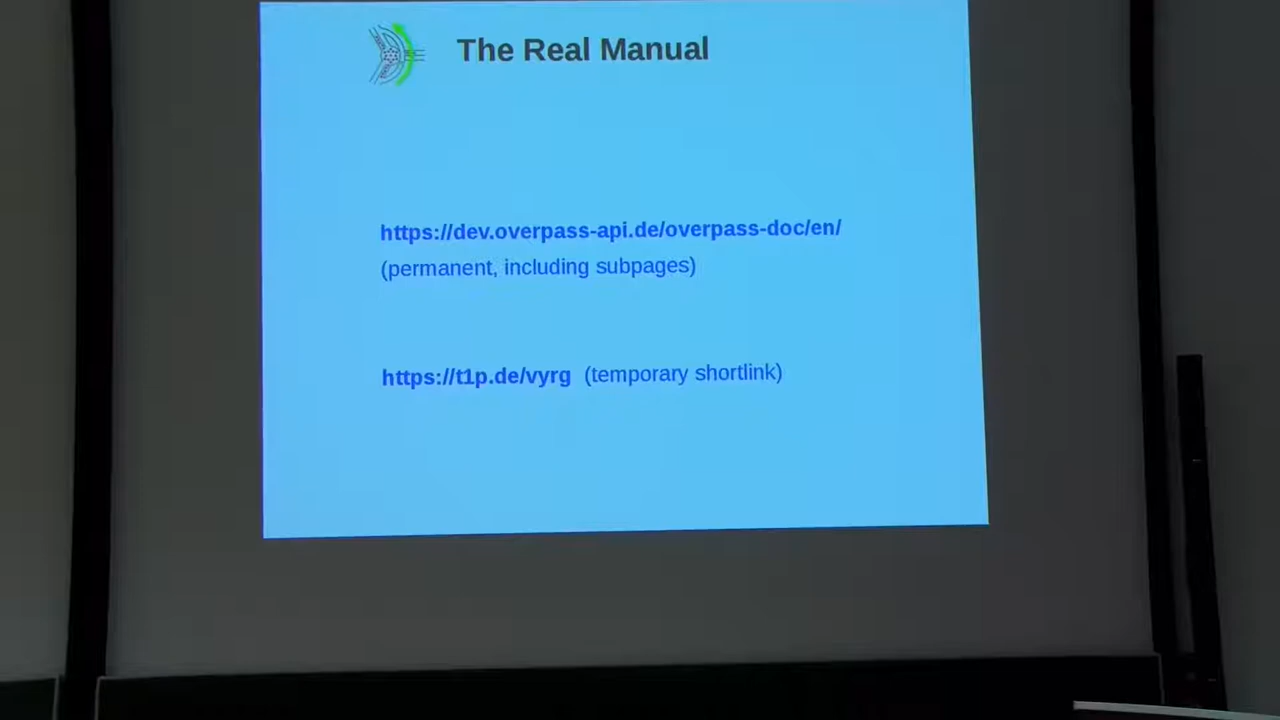 The Real Manual
https://dev.overpass-api.de/overpass-doc/en/
(permanent, including subpages)
https://t1p.de/vyrg (temporary shortlink)